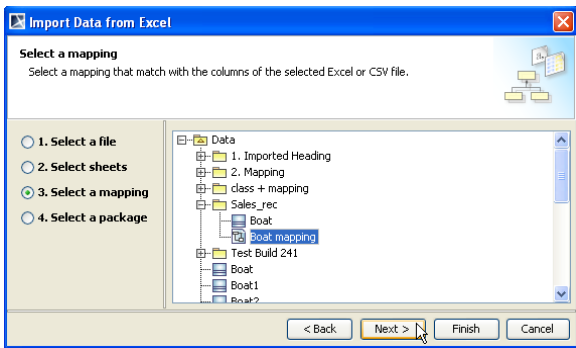 Import Data from Excel
Select a mapping
Select a mapping that match with the columns of the selected Excel or CSV file.
1. Select a file
2. Select sheets
3. Select a mapping
4. Select a package
Data
1. Imported Heading
2. Mapping
class + mapping
Sales_rec
Boat
Boat mapping
Test Build 241
Boat
Boat1
Boat2
< Back
Next >
Finish
Cancel